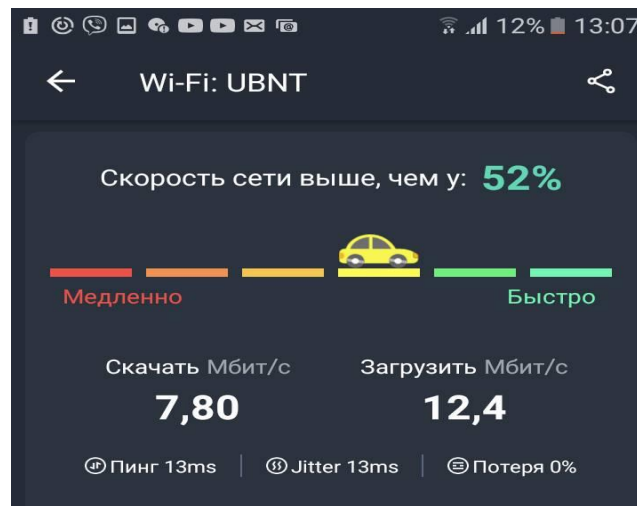 12% 13:07
Wi-Fi: UBNT
Скорость сети выше, чем у: 52%
Медленно Быстро
Скачать Мбит/с Загрузить Мбит/с
7,80 12,4
Пинг 13ms Jitter 13ms Потеря 0%